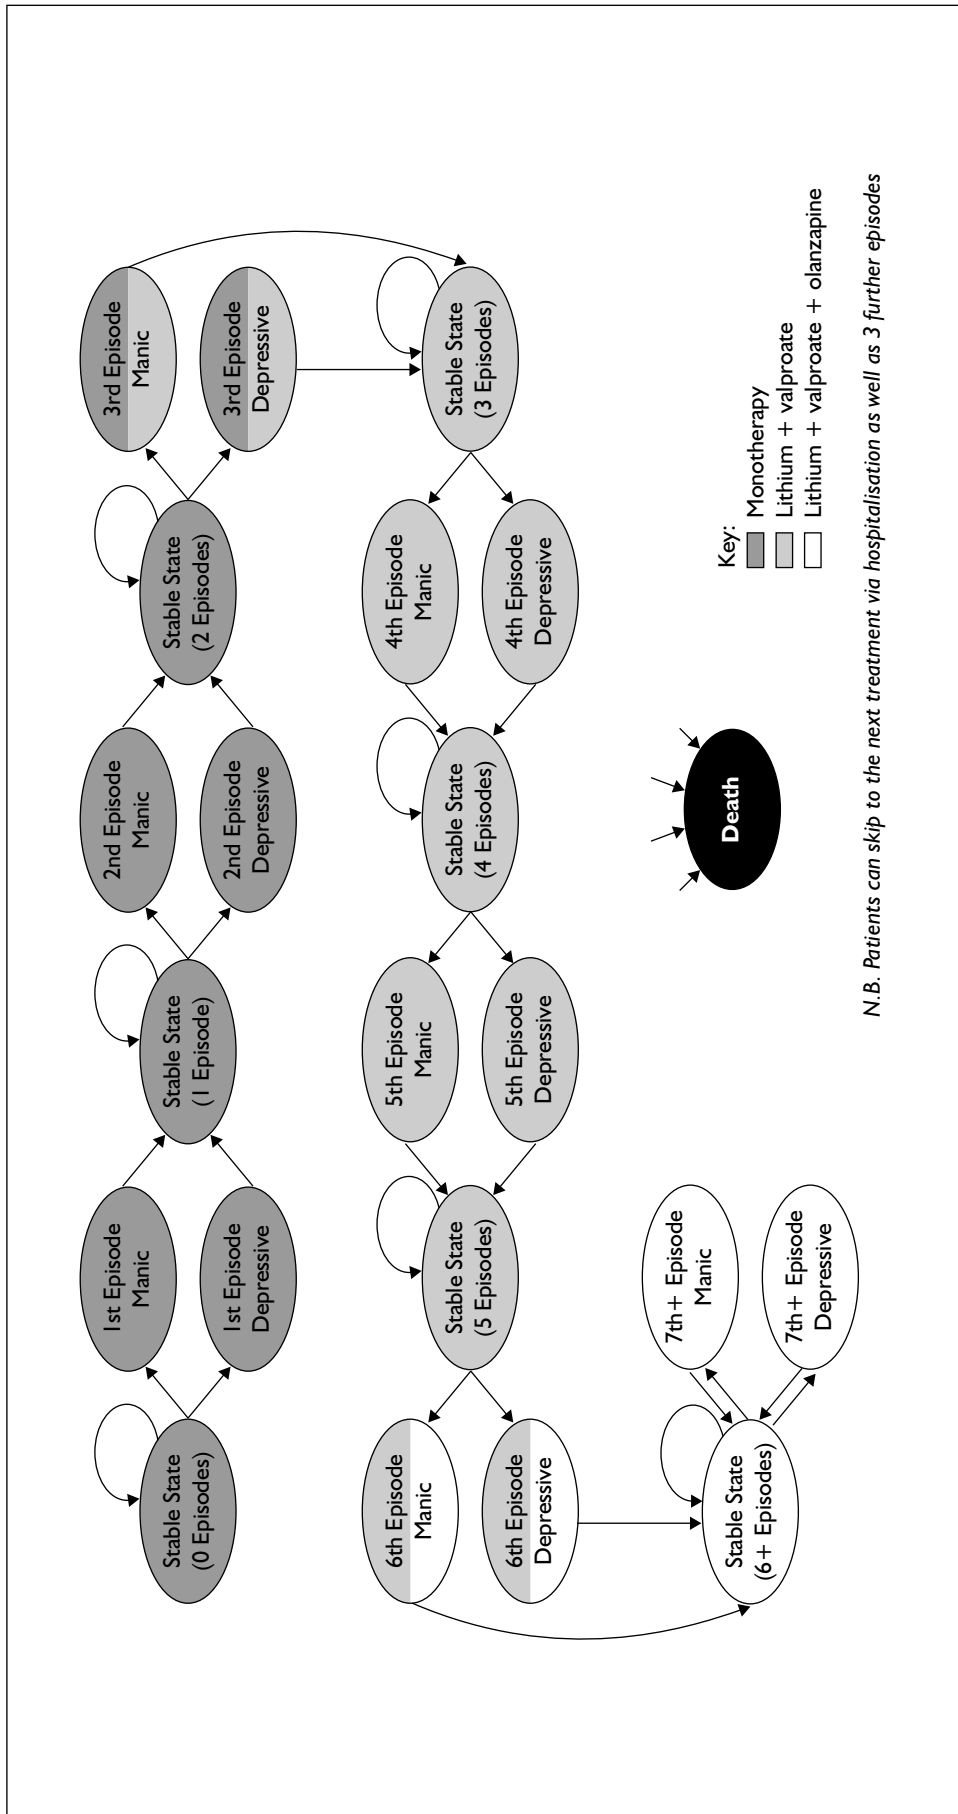 Stable State
(0 Episodes)
1st Episode
Manic
1st Episode
Depressive
Stable State
(1 Episode)
2nd Episode
Manic
2nd Episode
Depressive
Stable State
(2 Episodes)
3rd Episode
Manic
3rd Episode
Depressive
Stable State
(3 Episodes)
4th Episode
Manic
4th Episode
Depressive
Stable State
(4 Episodes)
5th Episode
Manic
5th Episode
Depressive
Stable State
(5 Episodes)
6th Episode
Manic
6th Episode
Depressive
Stable State
(6+ Episodes)
7th+ Episode
Manic
7th+ Episode
Depressive
Death
Key:
Monotherapy
Lithium + valproate
Lithium + valproate + olanzapine
N.B. Patients can skip to the next treatment via hospitalisation as well as 3 further episodes